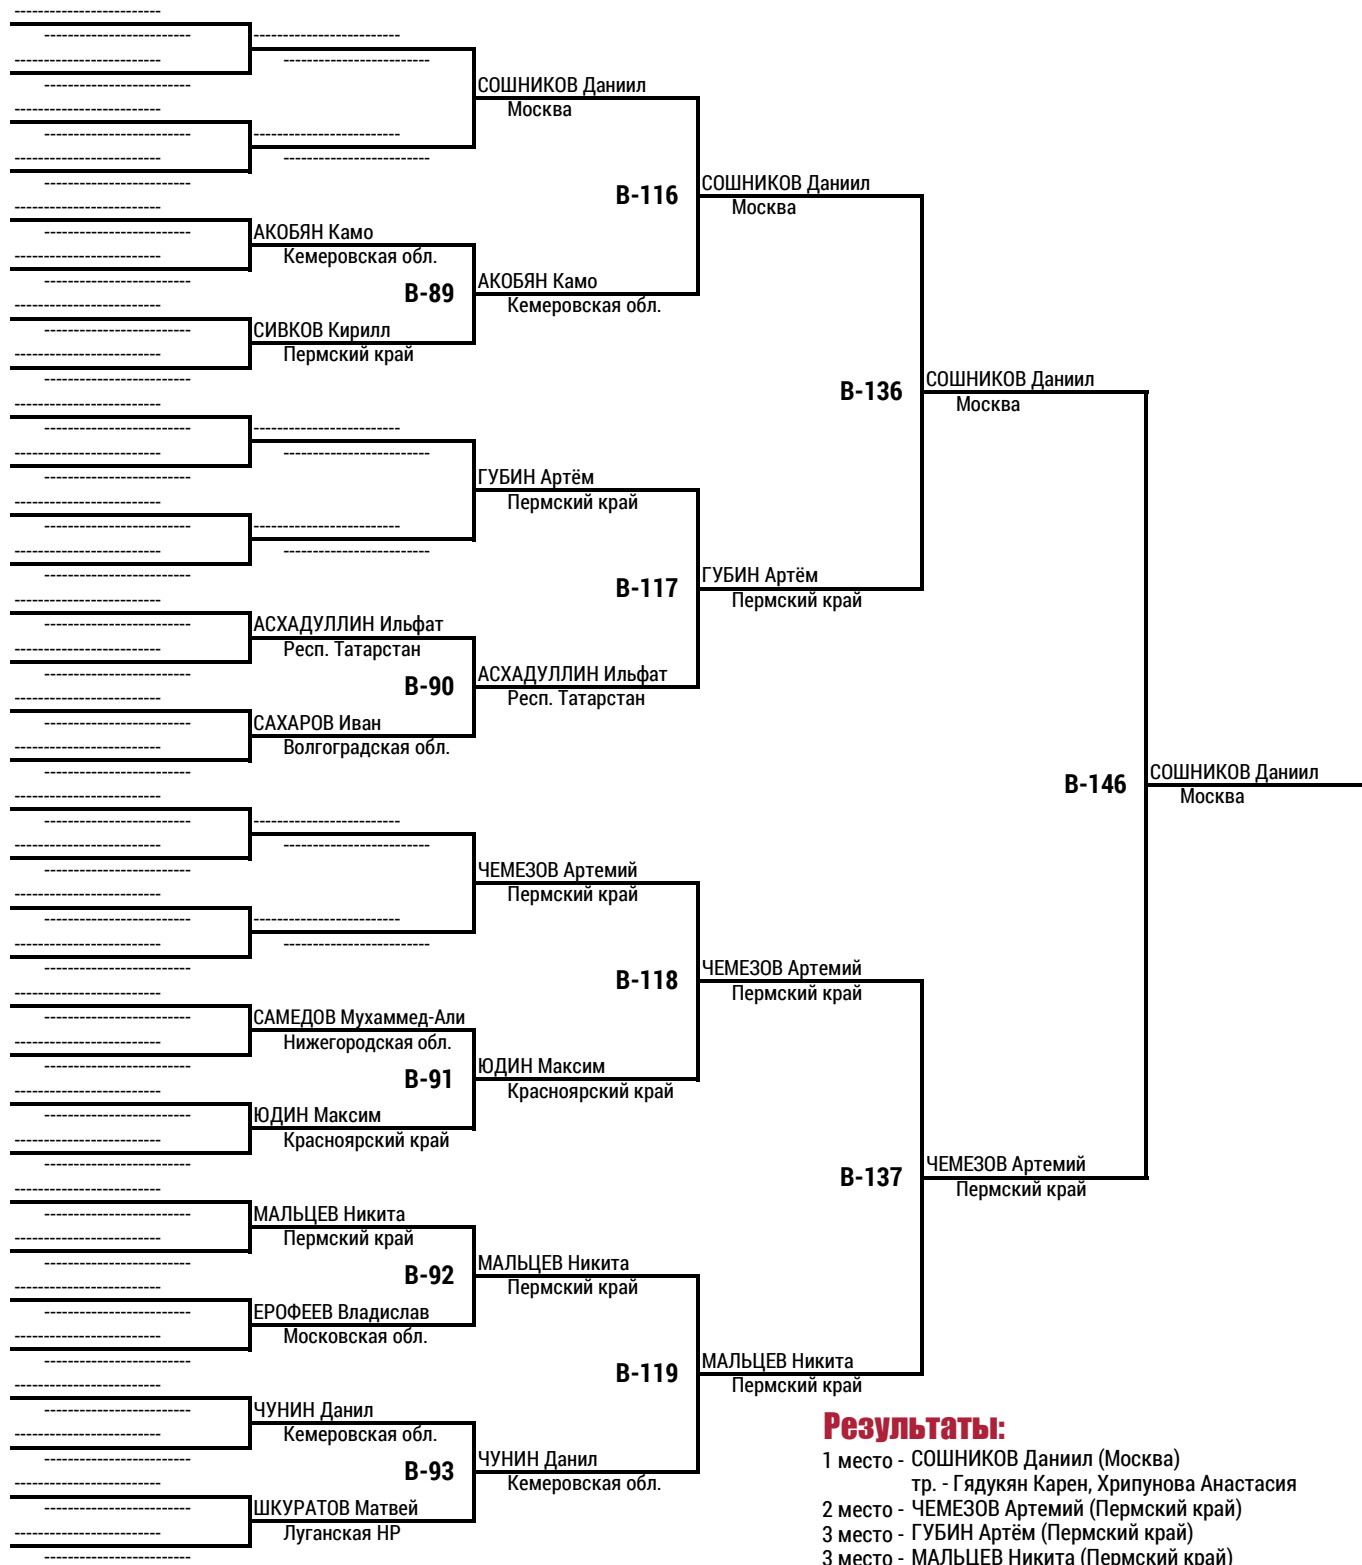 СОШНИКОВ Даниил
Москва
АКОБЯН Камо
Кемеровская обл.
B-89
СИВКОВ Кирилл
Пермский край
АКОБЯН Камо
Кемеровская обл.
B-116
СОШНИКОВ Даниил
Москва
ГУБИН Артём
Пермский край
АСХАДУЛЛИН Ильфат
Респ. Татарстан
B-90
САХАРОВ Иван
Волгоградская обл.
АСХАДУЛЛИН Ильфат
Респ. Татарстан
B-117
ГУБИН Артём
Пермский край
B-136
СОШНИКОВ Даниил
Москва
ЧЕМЕЗОВ Артемий
Пермский край
САМЕДОВ Мухаммед-Али
Нижегородская обл.
B-91
ЮДИН Максим
Красноярский край
ЮДИН Максим
Красноярский край
B-118
ЧЕМЕЗОВ Артемий
Пермский край
МАЛЬЦЕВ Никита
Пермский край
B-92
ЕРОФЕЕВ Владислав
Московская обл.
МАЛЬЦЕВ Никита
Пермский край
ЧУНИН Данил
Кемеровская обл.
B-93
ШКУРАТОВ Матвей
Луганская НР
ЧУНИН Данил
Кемеровская обл.
B-119
МАЛЬЦЕВ Никита
Пермский край
B-137
ЧЕМЕЗОВ Артемий
Пермский край
B-146
СОШНИКОВ Даниил
Москва
Результаты:
1 место - СОШНИКОВ Даниил (Москва)
тр. - Гядукян Карен, Хрипунова Анастасия
2 место - ЧЕМЕЗОВ Артемий (Пермский край)
3 место - ГУБИН Артём (Пермский край)
3 место - МАЛЬЦЕВ Никита (Пермский край)